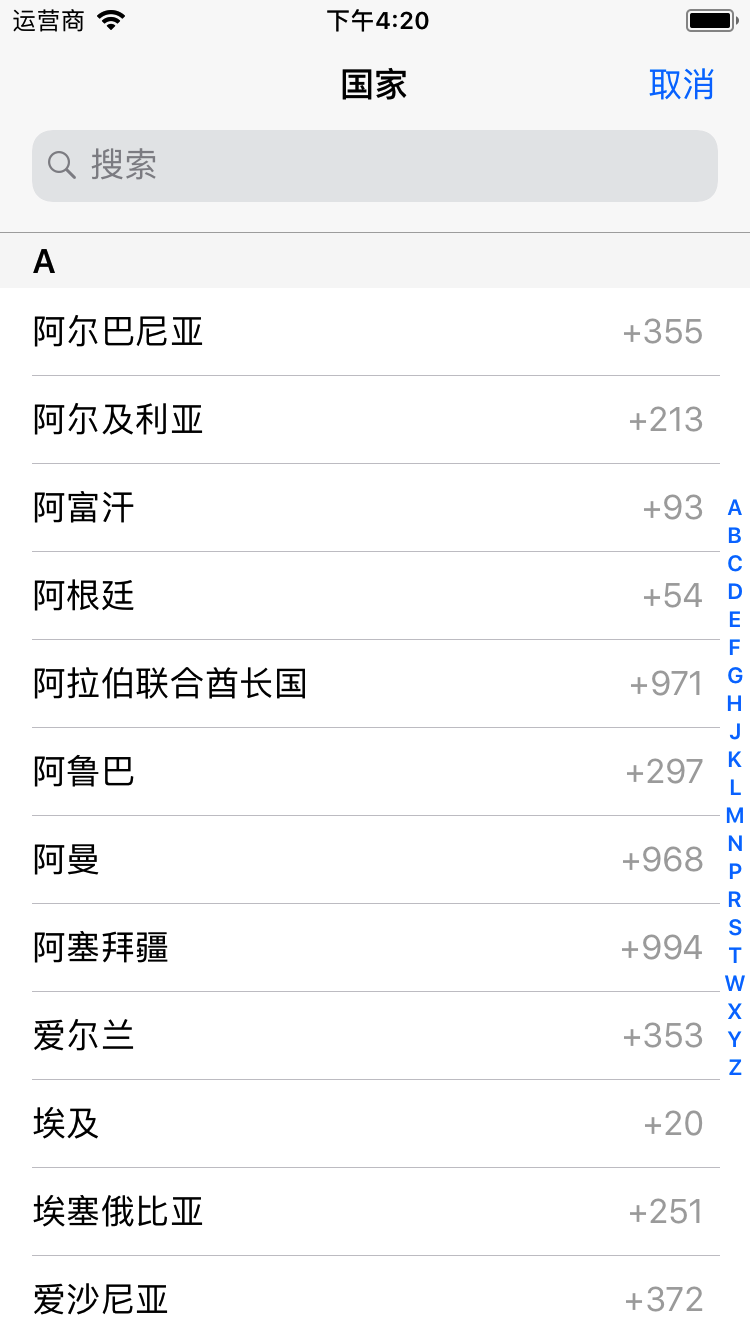 运营商 下午4:20
国家 取消
搜索
A
阿尔巴尼亚 +355
阿尔及利亚 +213
阿富汗 +93
阿根廷 +54
阿拉伯联合酋长国 +971
阿鲁巴 +297
阿曼 +968
阿塞拜疆 +994
爱尔兰 +353
埃及 +20
埃塞俄比亚 +251
爱沙尼亚 +372
A
B
C
D
E
F
G
H
J
K
L
M
N
P
R
S
T
W
X
Y
Z